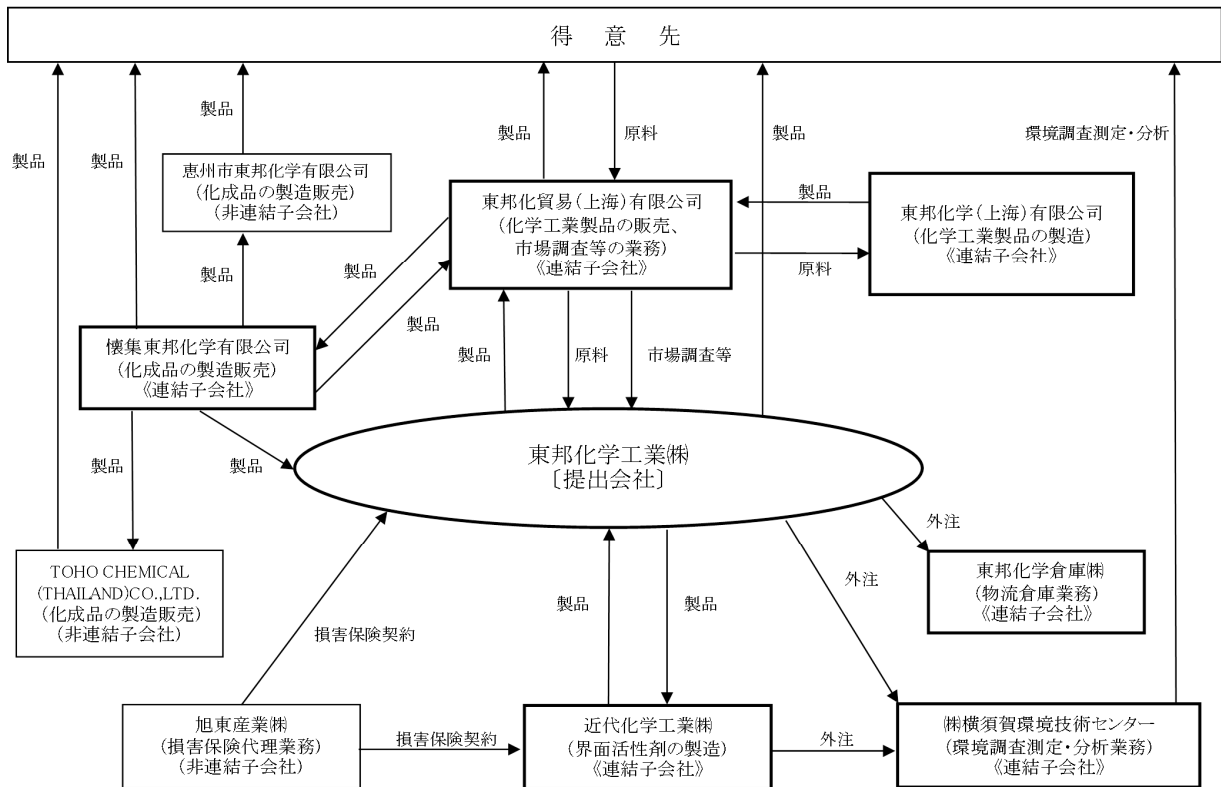 得 意 先
製品
製品
製品
製品
原料
製品
環境調査測定・分析
恵州市東邦化学有限公司
(化成品の製造販売)
(非連結子会社)
東邦化貿易(上海)有限公司
(化学工業製品の販売、
市場調査等の業務)
《連結子会社》
製品
原料
東邦化学(上海)有限公司
(化学工業製品の製造)
《連結子会社》
製品
製品
製品
懐集東邦化学有限公司
(化成品の製造販売)
《連結子会社》
製品
原料
市場調査等
製品
製品
東邦化学工業㈱
〔提出会社〕
外注
TOHO CHEMICAL
(THAILAND)CO.,LTD.
(化成品の製造販売)
(非連結子会社)
損害保険契約
製品
製品
外注
東邦化学倉庫㈱
(物流倉庫業務)
《連結子会社》
旭東産業㈱
(損害保険代理業務)
(非連結子会社)
損害保険契約
近代化学工業㈱
(界面活性剤の製造)
《連結子会社》
外注
㈱横須賀環境技術センター
(環境調査測定・分析業務)
《連結子会社》